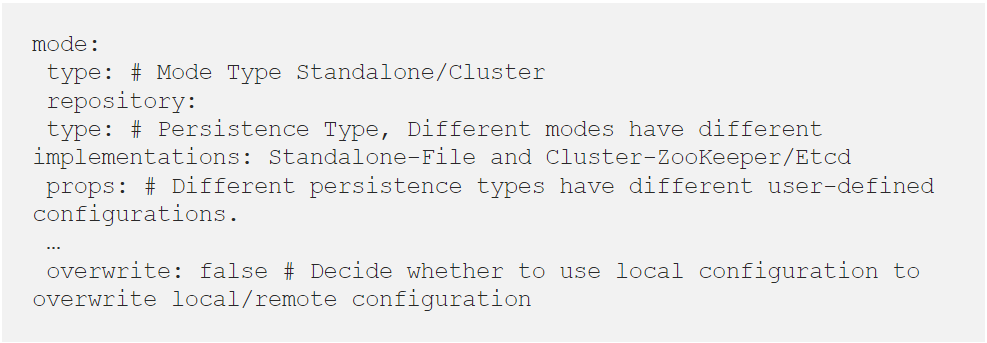 mode:
 type: # Mode Type Standalone/Cluster
 repository:
 type: # Persistence Type, Different modes have different
implementations: Standalone-File and Cluster-ZooKeeper/Etcd
 props: # Different persistence types have different user-defined
configurations.
 …
 overwrite: false # Decide whether to use local configuration to
overwrite local/remote configuration